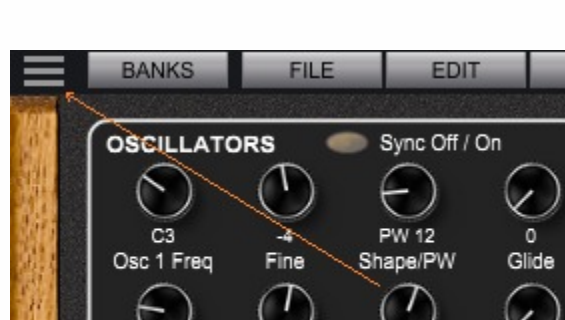 BANKS FILE EDIT
OSCILLATORS Sync Off / On
C3 -4 PW 12 0
Osc 1 Freq Fine Shape/PW Glide